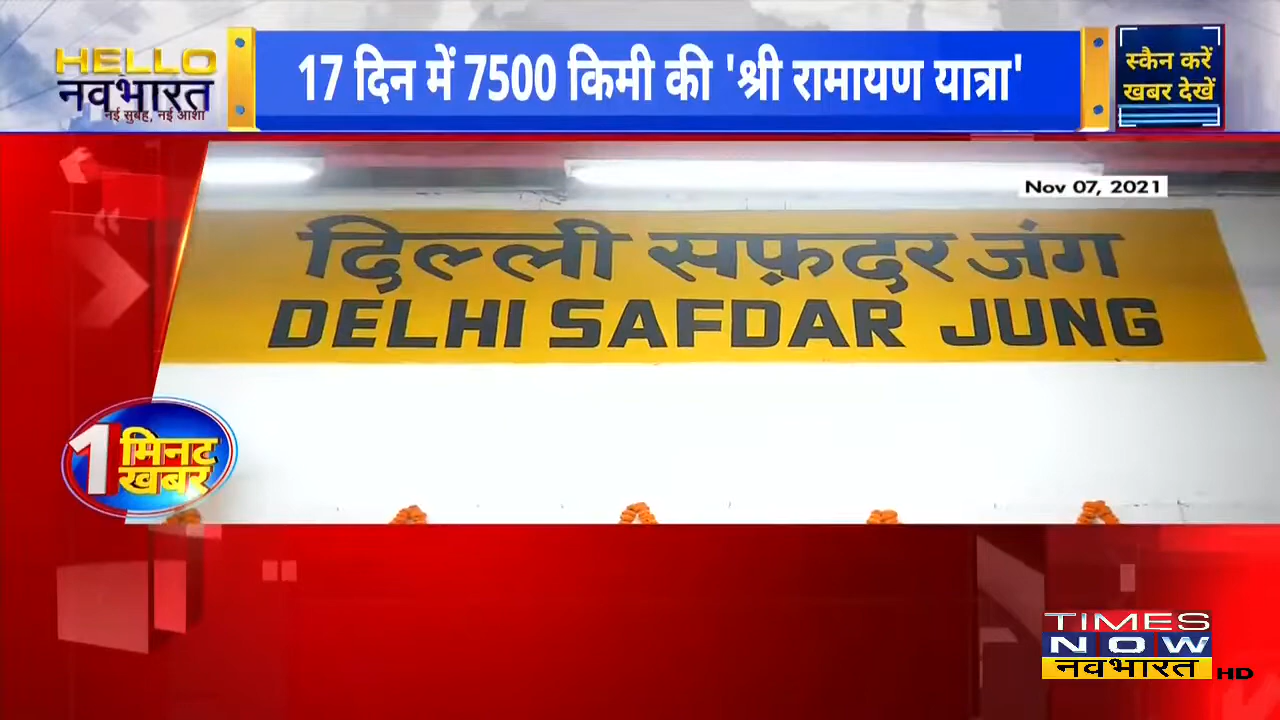 HELLO
नवभारत
नई सुबह, नई आशा
17 दिन में 7500 किमी की 'श्री रामायण यात्रा'
स्कैन करें
खबर देखें
Nov 07, 2021
दिल्ली सफ़दर जंग
DELHI SAFDAR JUNG
1 मिनट
खबर
TIMES
NOW
नवभारत
HD